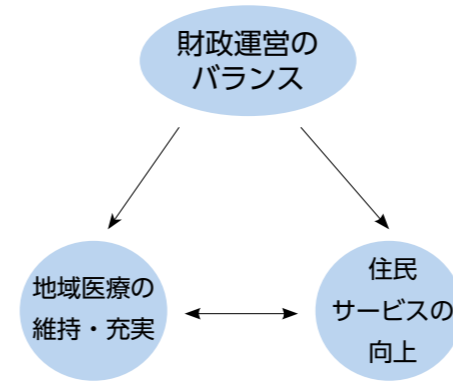 財政運営の
バランス
地域医療の
維持・充実
住民
サービスの
向上